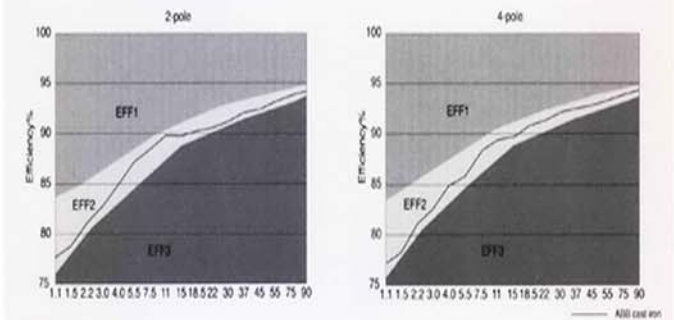 2-pole
100
95
90
85
80
75
Efficiency%
EFF1
EFF2
EFF3
1.1 1.5 2.2 3.0 4.0 5.5 7.5 11 15 18.5 22 30 37 45 55 75 90
4-pole
100
95
90
85
80
75
Efficiency%
EFF1
EFF2
EFF3
1.1 1.5 2.2 3.0 4.0 5.5 7.5 11 15 18.5 22 30 37 45 55 75 90
ABB cast iron